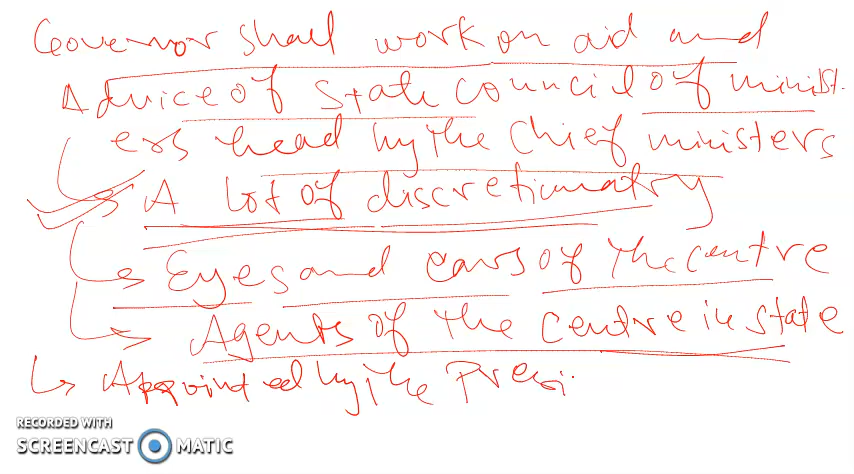 Governor shall work on aid and
Advice of State council of minist-
ers head by the Chief ministers
A lot of discretionatry
Eyes and ears of the centre
Agents of the Centre in state
Appointed by the Presi
RECORDED WITH
SCREENCAST MATIC